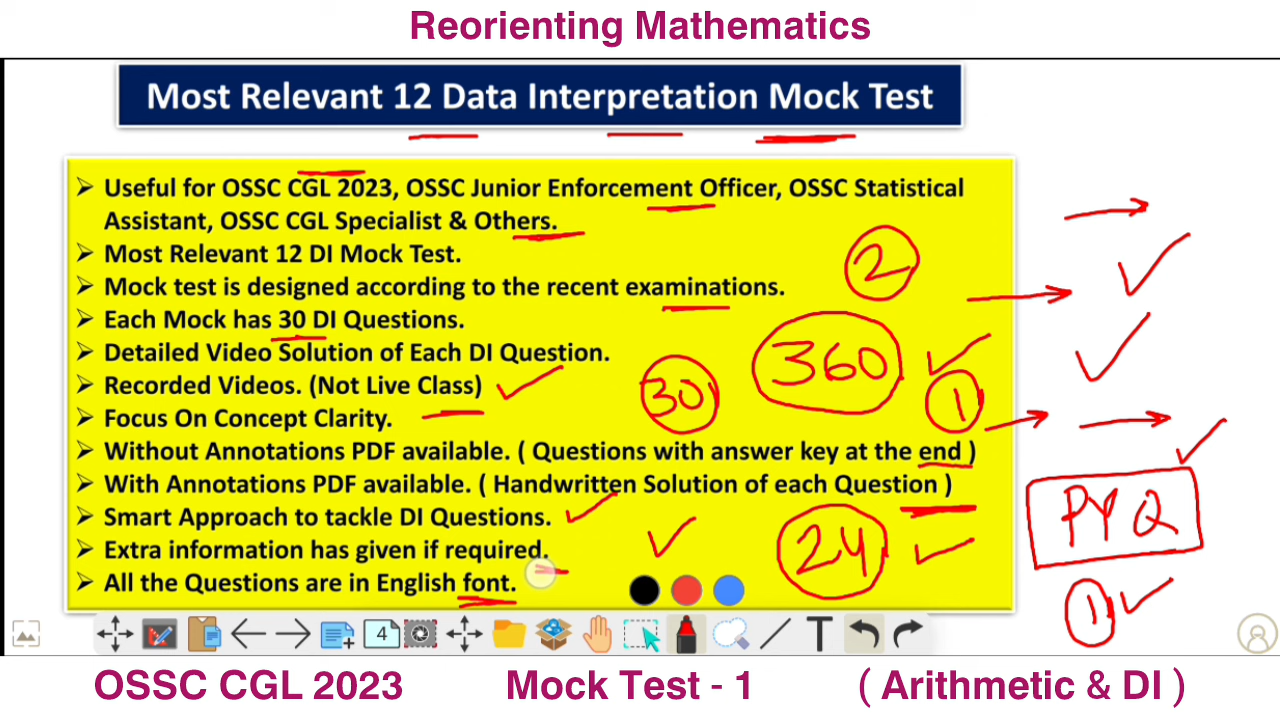 Reorienting Mathematics
Most Relevant 12 Data Interpretation Mock Test
➢ Useful for OSSC CGL 2023, OSSC Junior Enforcement Officer, OSSC Statistical
Assistant, OSSC CGL Specialist & Others.
➢ Most Relevant 12 DI Mock Test.
➢ Mock test is designed according to the recent examinations.
➢ Each Mock has 30 DI Questions.
➢ Detailed Video Solution of Each DI Question.
➢ Recorded Videos. (Not Live Class)
➢ Focus On Concept Clarity.
➢ Without Annotations PDF available. ( Questions with answer key at the end )
➢ With Annotations PDF available. ( Handwritten Solution of each Question )
➢ Smart Approach to tackle DI Questions.
➢ Extra information has given if required.
➢ All the Questions are in English font.
2
360
30
1
PYQ
24
1
4
T
OSSC CGL 2023 Mock Test - 1 ( Arithmetic & DI )